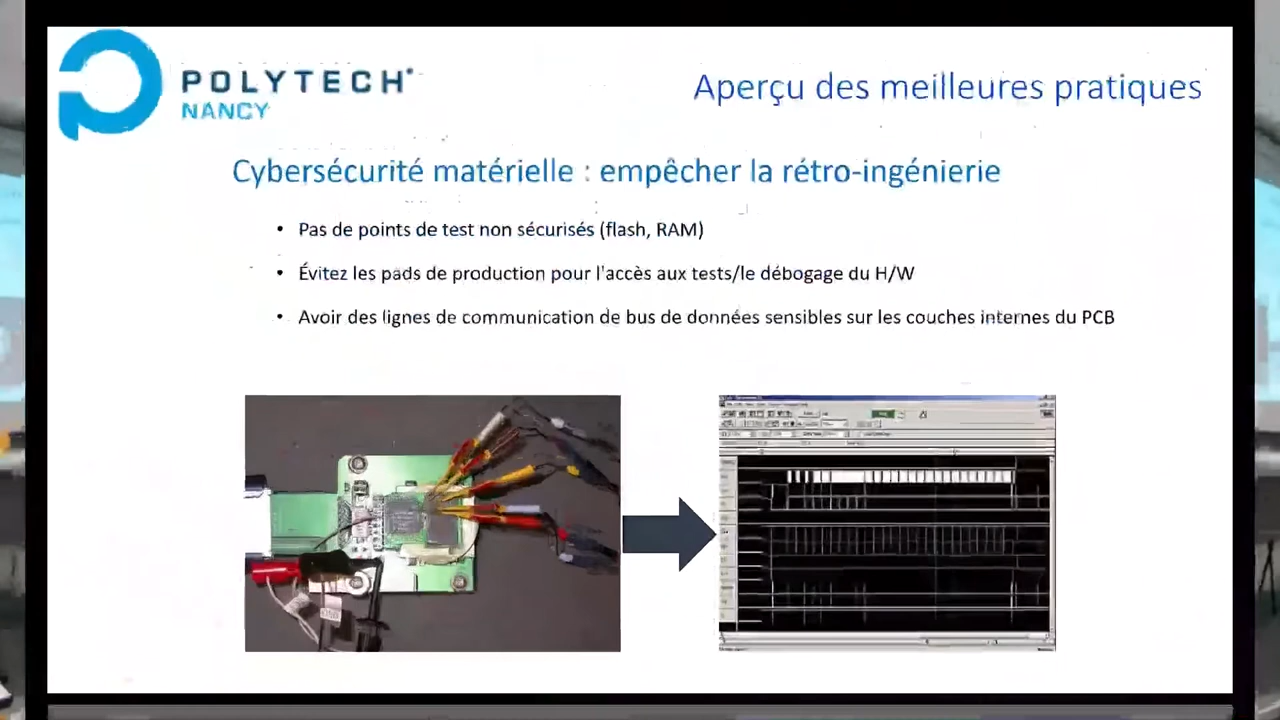 POLYTECH
NANCY
Aperçu des meilleures pratiques
Cybersécurité matérielle : empêcher la rétro-ingénierie
• Pas de points de test non sécurisés (flash, RAM)
• Évitez les pads de production pour l'accès aux tests/le débogage du H/W
• Avoir des lignes de communication de bus de données sensibles sur les couches internes du PCB